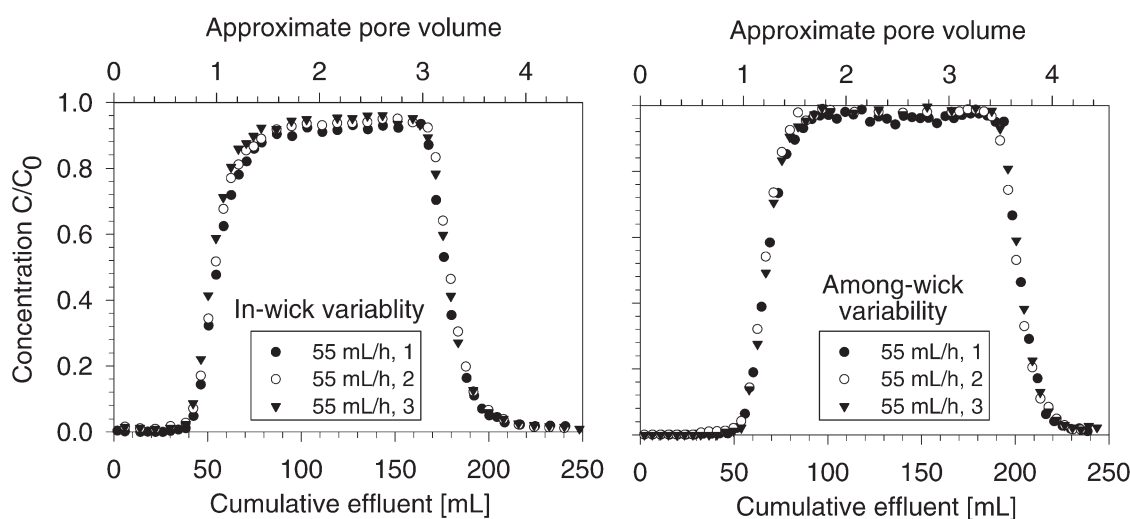 Approximate pore volume
0 1 2 3 4
1.0
0.8
0.6
0.4
0.2
0.0
Concentration C/C0
In-wick variablity
55 mL/h, 1
55 mL/h, 2
55 mL/h, 3
0 50 100 150 200 250
Cumulative effluent [mL]
Approximate pore volume
0 1 2 3 4
Among-wick
variability
55 mL/h, 1
55 mL/h, 2
55 mL/h, 3
0 50 100 150 200 250
Cumulative effluent [mL]